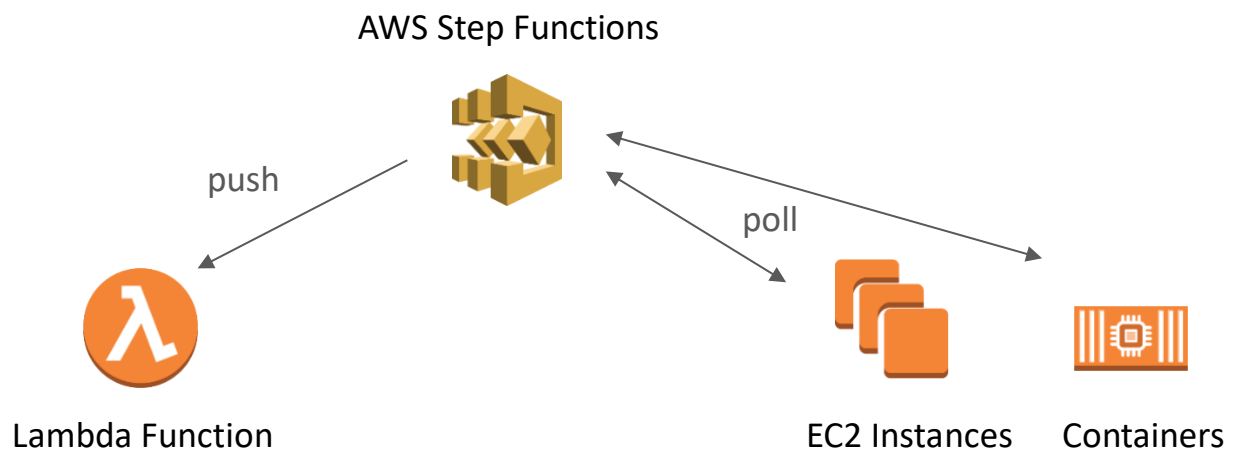 AWS Step Functions
push
poll
Lambda Function
EC2 Instances
Containers